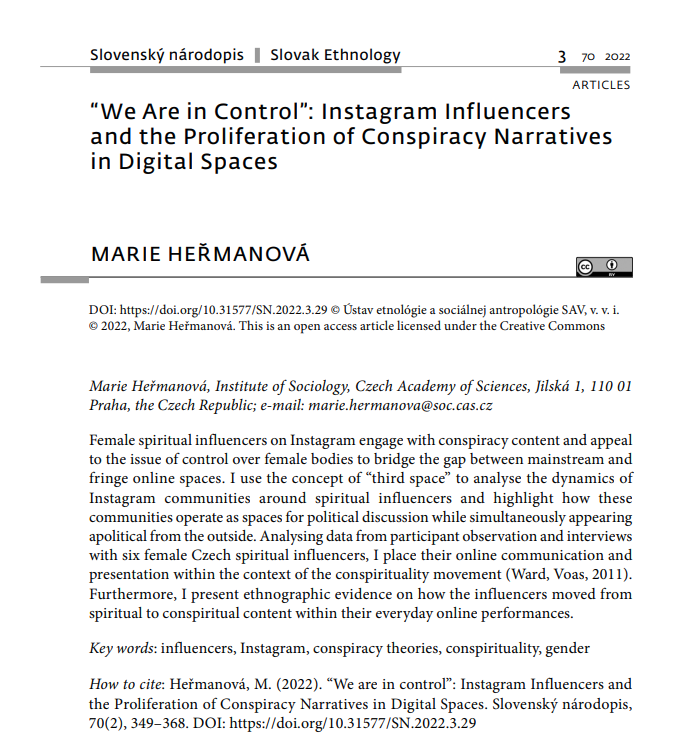 Slovenský národopis | Slovak Ethnology 3 70 2022
ARTICLES
“We Are in Control”: Instagram Influencers
and the Proliferation of Conspiracy Narratives
in Digital Spaces
MARIE HEŘMANOVÁ
cc BY
DOI: https://doi.org/10.31577/SN.2022.3.29 © Ústav etnológie a sociálnej antropológie SAV, v. v. i.
© 2022, Marie Heřmanová. This is an open access article licensed under the Creative Commons
Marie Heřmanová, Institute of Sociology, Czech Academy of Sciences, Jilská 1, 110 01
Praha, the Czech Republic; e-mail: marie.hermanova@soc.cas.cz
Female spiritual influencers on Instagram engage with conspiracy content and appeal
to the issue of control over female bodies to bridge the gap between mainstream and
fringe online spaces. I use the concept of “third space” to analyse the dynamics of
Instagram communities around spiritual influencers and highlight how these
communities operate as spaces for political discussion while simultaneously appearing
apolitical from the outside. Analysing data from participant observation and interviews
with six female Czech spiritual influencers, I place their online communication and
presentation within the context of the conspirituality movement (Ward, Voas, 2011).
Furthermore, I present ethnographic evidence on how the influencers moved from
spiritual to conspiritual content within their everyday online performances.
Key words: influencers, Instagram, conspiracy theories, conspirituality, gender
How to cite: Heřmanová, M. (2022). “We are in control”: Instagram Influencers and
the Proliferation of Conspiracy Narratives in Digital Spaces. Slovenský národopis,
70(2), 349–368. DOI: https://doi.org/10.31577/SN.2022.3.29